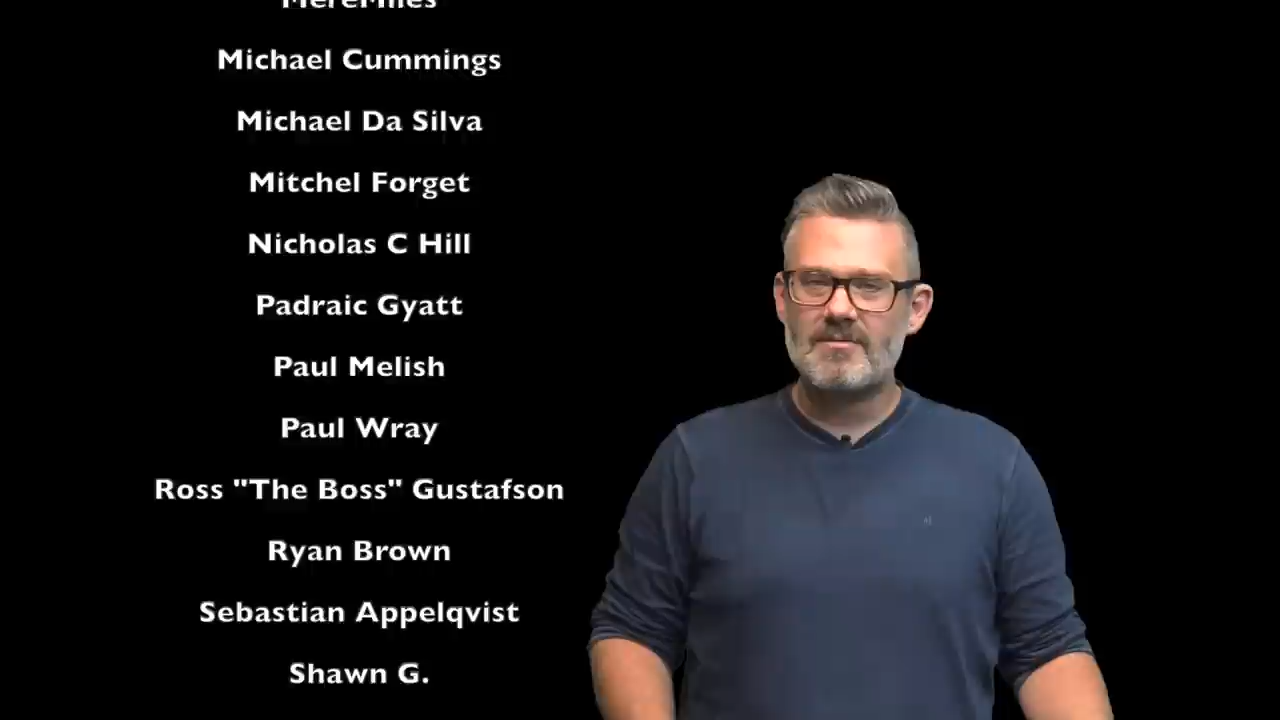 MereMiles
Michael Cummings
Michael Da Silva
Mitchel Forget
Nicholas C Hill
Padraic Gyatt
Paul Melish
Paul Wray
Ross "The Boss" Gustafson
Ryan Brown
Sebastian Appelqvist
Shawn G.